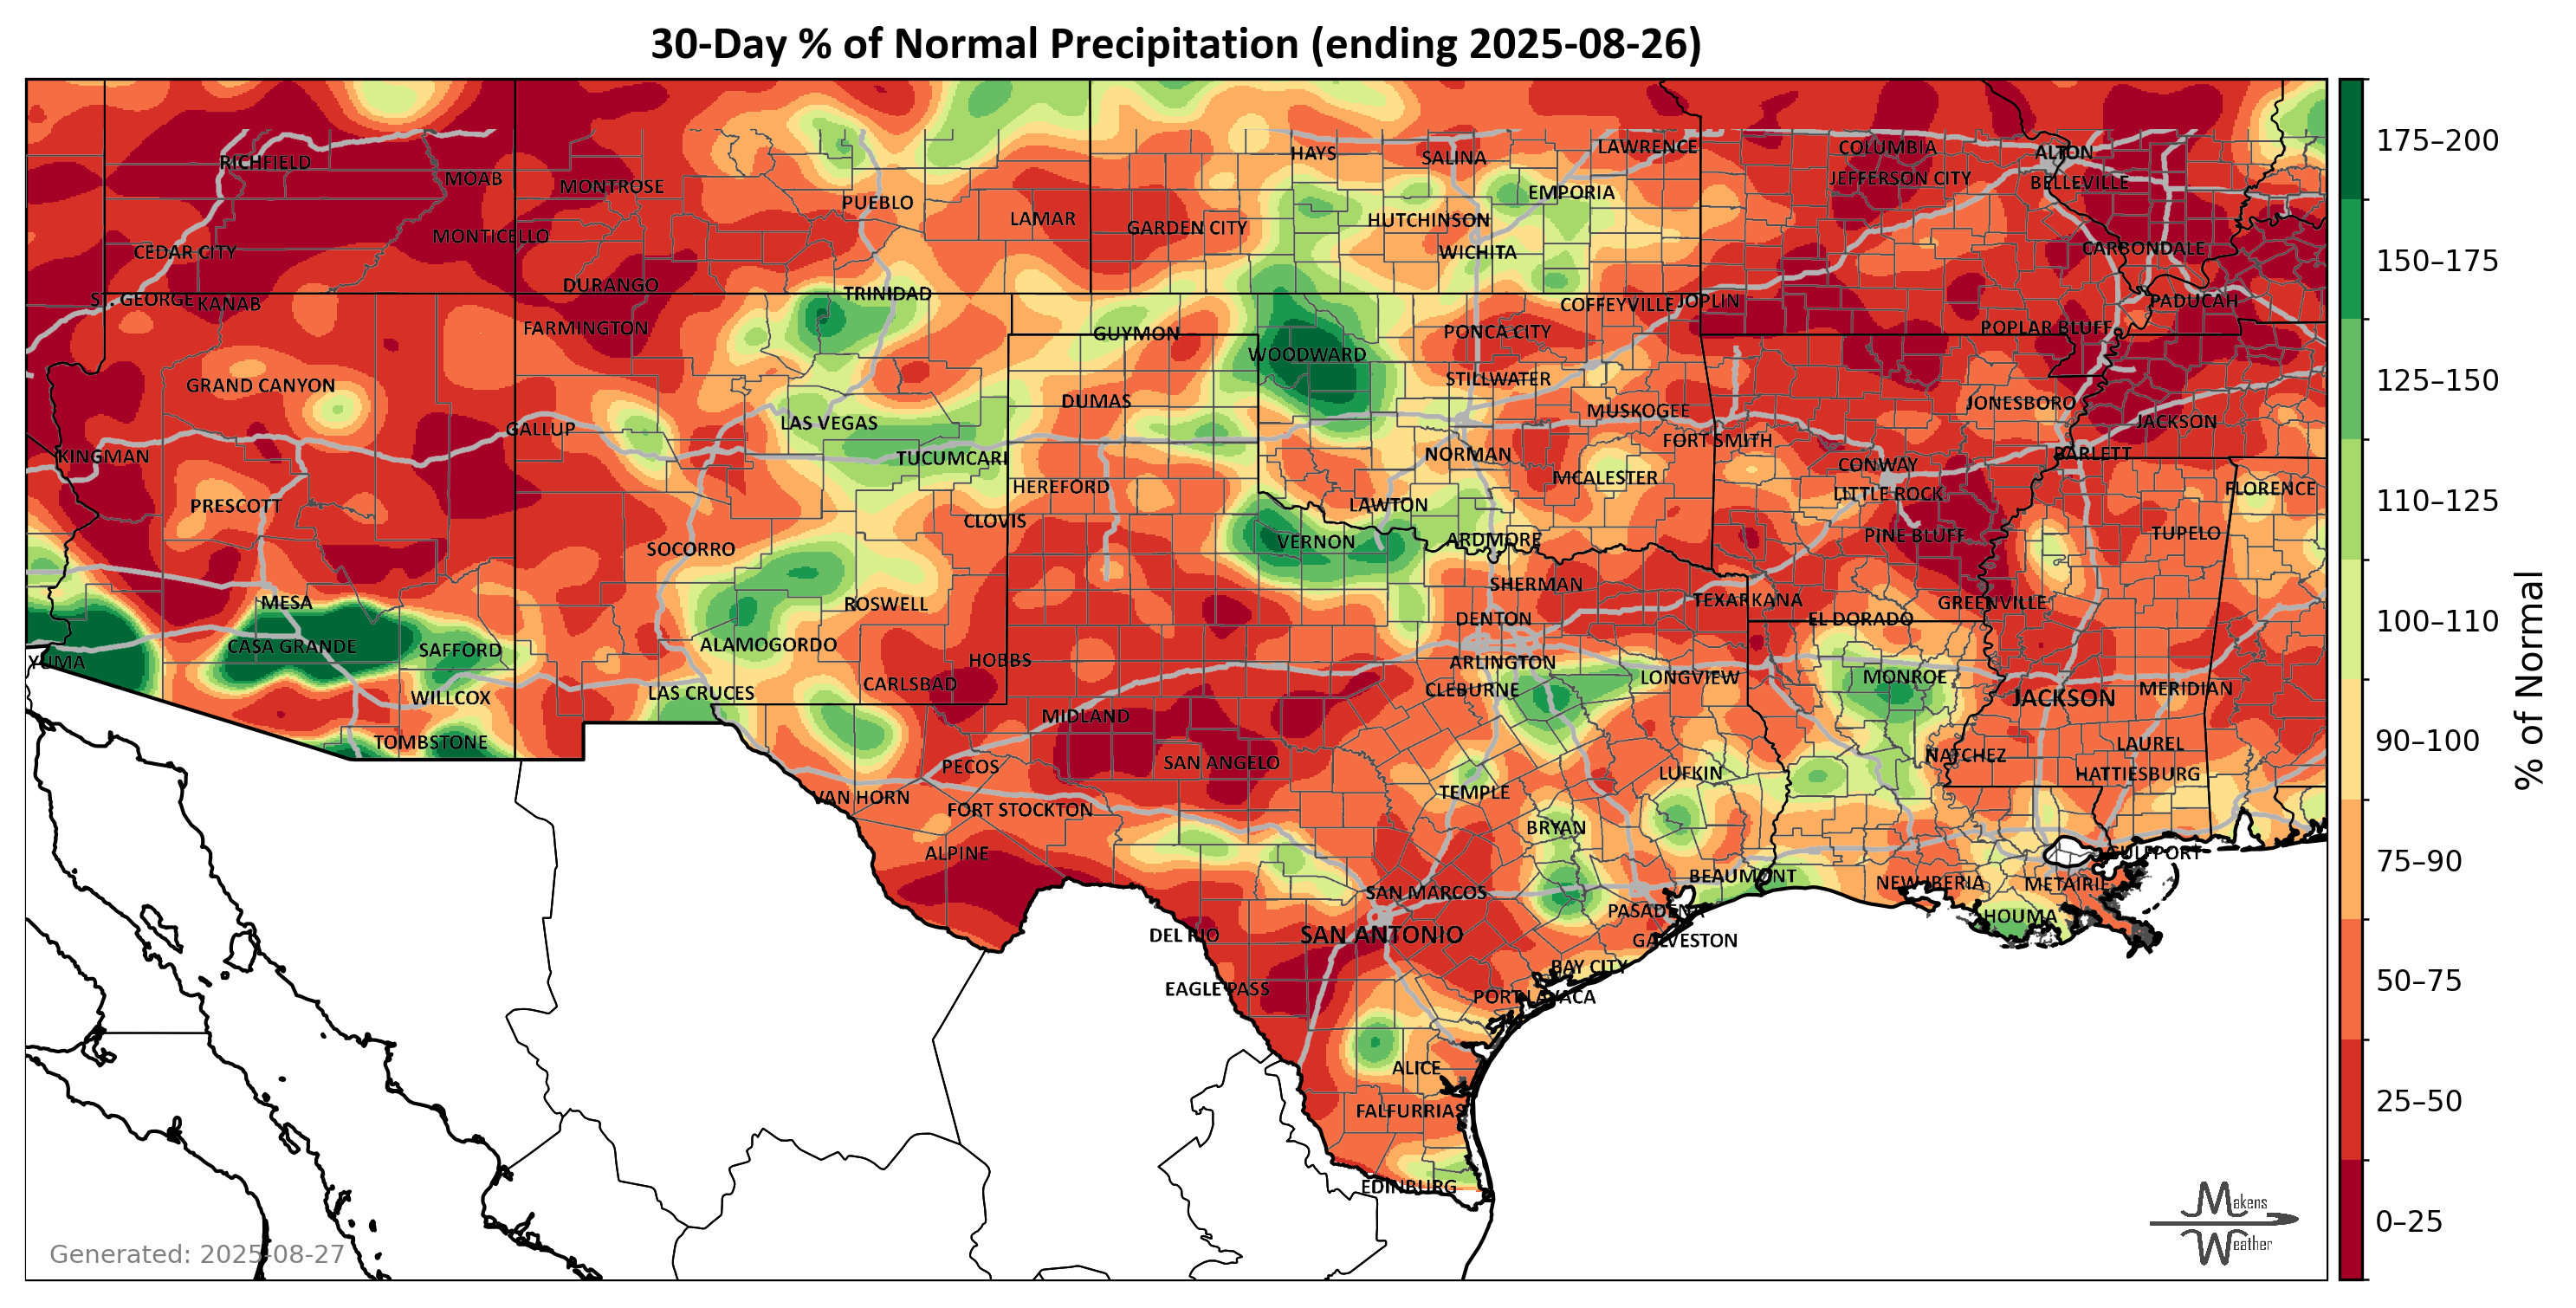 30-Day % of Normal Precipitation (ending 2025-08-26)
HAYS
SALINA
LAWRENCE
COLUMBIA
ALTON
RICHFIELD
MOAB
MONTROSE
JEFFERSON CITY
BELLEVILLE
PUEBLO
LAMAR
EMPORIA
GARDEN CITY
HUTCHINSON
MONTICELLO
WICHITA
CARBONDALE
CEDAR CITY
DURANGO
TRINIDAD
ST. GEORGE
KANAB
COFFEYVILLE
JOPLIN
PADUCAH
FARMINGTON
GUYMON
PONCA CITY
POPLAR BLUFF
WOODWARD
GRAND CANYON
STILLWATER
DUMAS
MUSKOGEE
JONESBORO
LAS VEGAS
JACKSON
GALLUP
FORT SMITH
KINGMAN
TUCUMCARI
NORMAN
BARLETT
CONWAY
HEREFORD
MCALESTER
LITTLE ROCK
FLORENCE
PRESCOTT
LAWTON
CLOVIS
VERNON
ARDMORE
PINE BLUFF
TUPELO
SOCORRO
SHERMAN
MESA
ROSWELL
TEXARKANA
GREENVILLE
DENTON
EL DORADO
CASA GRANDE
SAFFORD
ALAMOGORDO
YUMA
HOBBS
ARLINGTON
LONGVIEW
MONROE
WILLCOX
LAS CRUCES
CARLSBAD
CLEBURNE
JACKSON
MERIDIAN
MIDLAND
TOMBSTONE
NATCHEZ
LAUREL
PECOS
SAN ANGELO
LUFKIN
HATTIESBURG
VAN HORN
FORT STOCKTON
TEMPLE
BRYAN
ALPINE
GULFPORT
SAN MARCOS
BEAUMONT
NEW IBERIA
METAIRIE
PASADENA
HOUMA
DEL RIO
SAN ANTONIO
GALVESTON
BAY CITY
EAGLE PASS
PORT LAVACA
ALICE
FALFURRIAS
EDINBURG
Generated: 2025-08-27
Makens
Weather
175–200
150–175
125–150
110–125
100–110
90–100
75–90
50–75
25–50
0–25
% of Normal